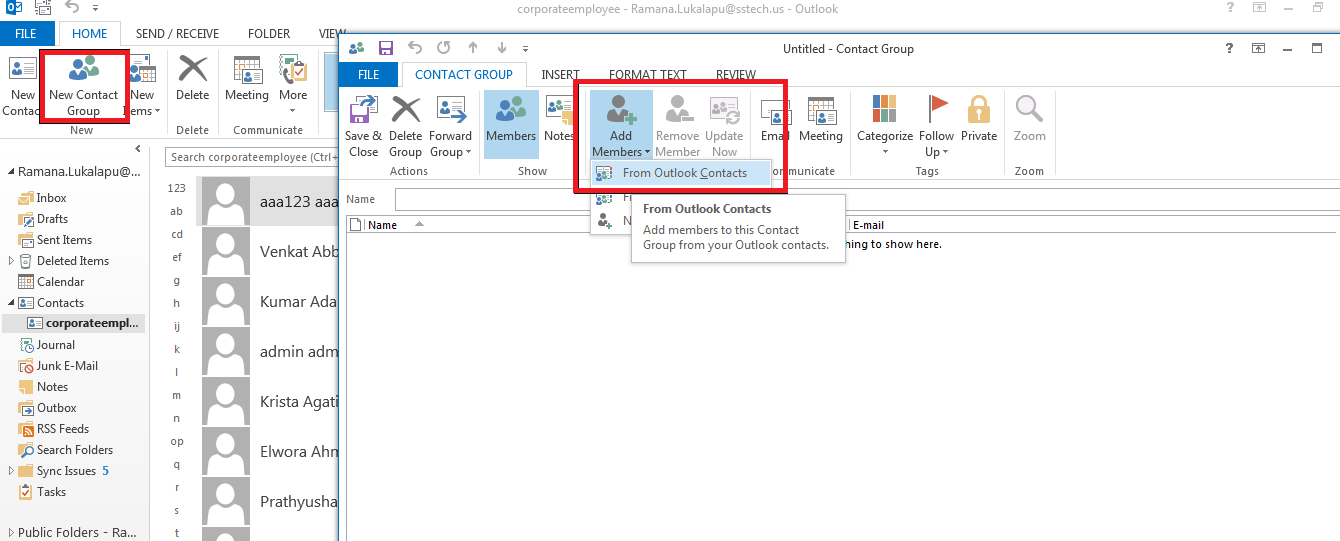 corporateemployee - Ramana.Lukalapu@sstech.us - Outlook
FILE HOME SEND / RECEIVE FOLDER
Untitled - Contact Group
FILE CONTACT GROUP INSERT FORMAT TEXT REVIEW
New
Contac
New Contact
Group
New
Items
Delete
Meeting
More
New Delete Communicate
Save &
Close
Delete
Group
Forward
Group
Members
Notes
Add
Members
Remove
Member
Update
Now
Email
Meeting
Categorize
Follow
Up
Private
Zoom
Actions Show mmunicate Tags Zoom
From Outlook Contacts
From Outlook Contacts
Add members to this Contact
Group from your Outlook contacts.
Name
Name E-mail
hing to show here.
Ramana.Lukalapu@...
Inbox
Drafts
Sent Items
Deleted Items
Calendar
Contacts
corporateempl...
Journal
Junk E-Mail
Notes
Outbox
RSS Feeds
Search Folders
Sync Issues 5
Tasks
Public Folders - Ra...
Search corporateemployee (Ctrl+
123
ab
cd
ef
g
h
ij
k
l
m
n
op
q
r
s
t
aaa123 aaa
Venkat Abb
Kumar Ada
admin adm
Krista Agati
Elwora Ahm
Prathyusha